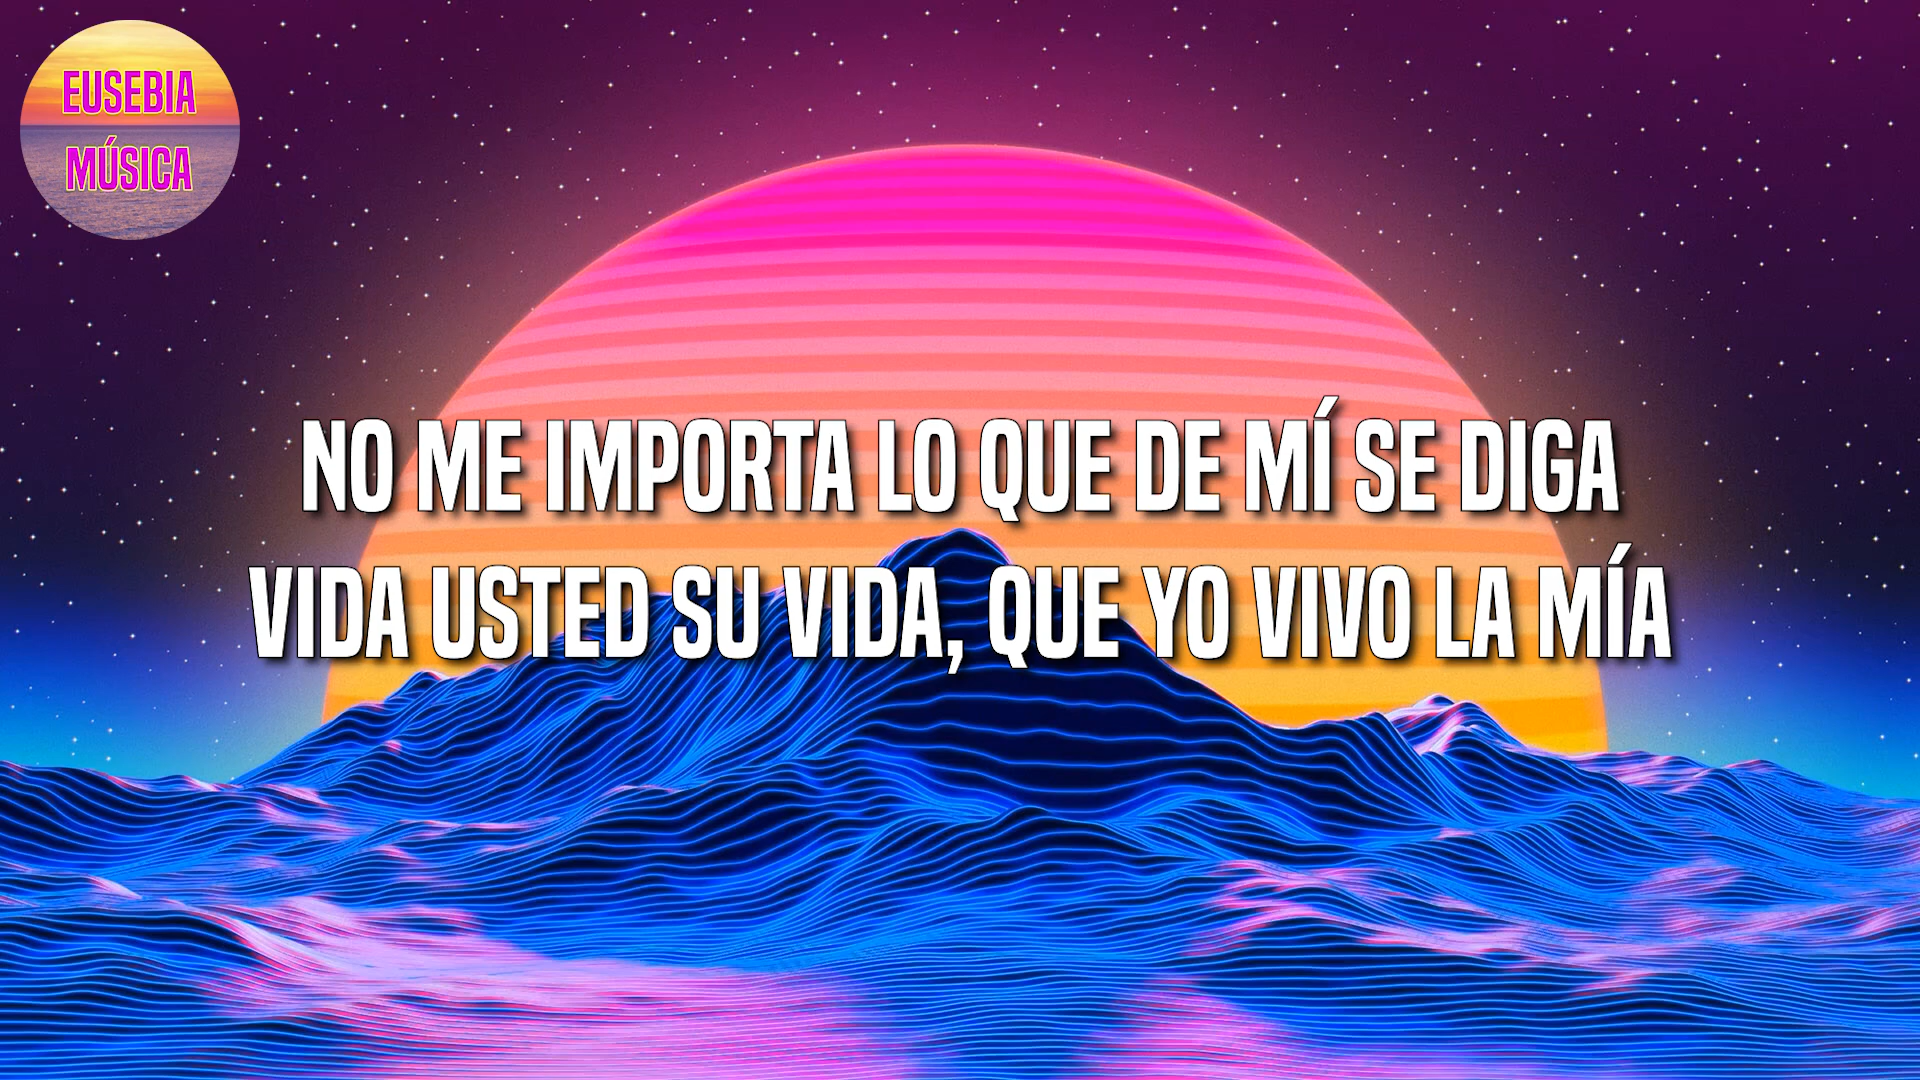 EUSEBIA
MÚSICA
NO ME IMPORTA LO QUE DE MÍ SE DIGA
VIDA USTED SU VIDA, QUE YO VIVO LA MÍA